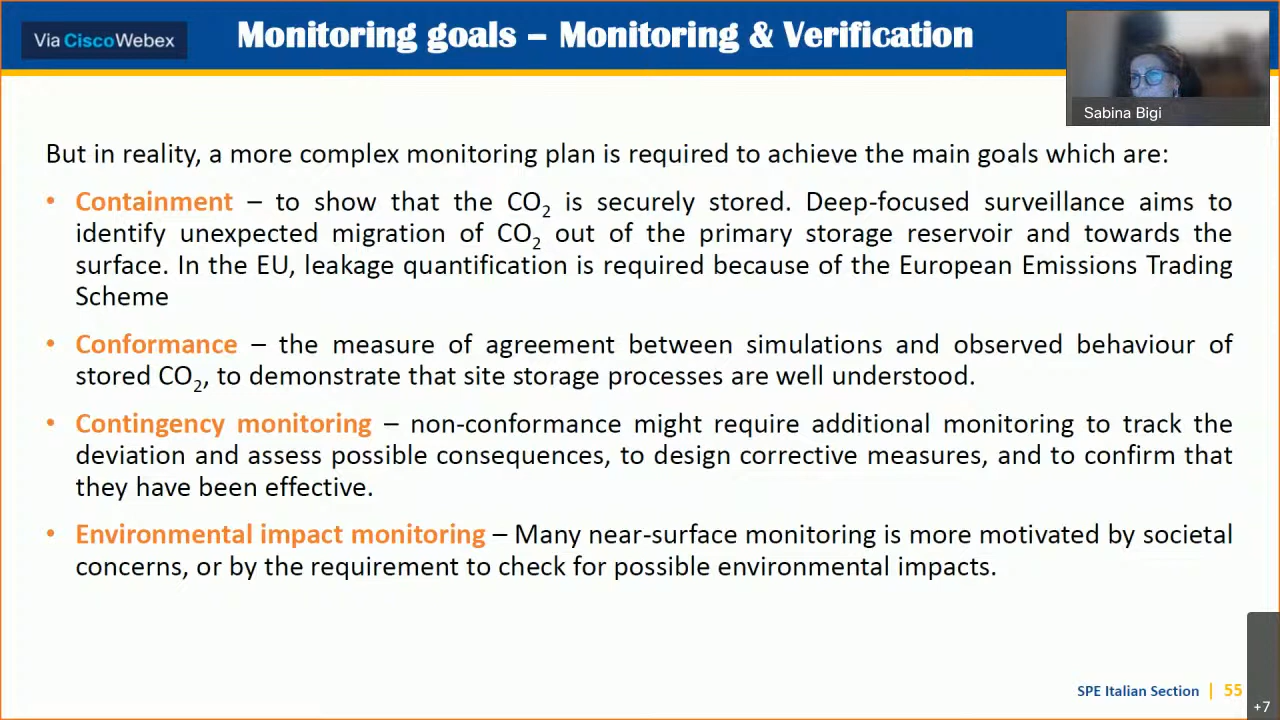 Via Cisco Webex
Monitoring goals – Monitoring & Verification
Sabina Bigi
But in reality, a more complex monitoring plan is required to achieve the main goals which are:
• Containment – to show that the CO2 is securely stored. Deep-focused surveillance aims to
identify unexpected migration of CO2 out of the primary storage reservoir and towards the
surface. In the EU, leakage quantification is required because of the European Emissions Trading
Scheme
• Conformance – the measure of agreement between simulations and observed behaviour of
stored CO2, to demonstrate that site storage processes are well understood.
• Contingency monitoring – non-conformance might require additional monitoring to track the
deviation and assess possible consequences, to design corrective measures, and to confirm that
they have been effective.
• Environmental impact monitoring – Many near-surface monitoring is more motivated by societal
concerns, or by the requirement to check for possible environmental impacts.
SPE Italian Section | 55
+7